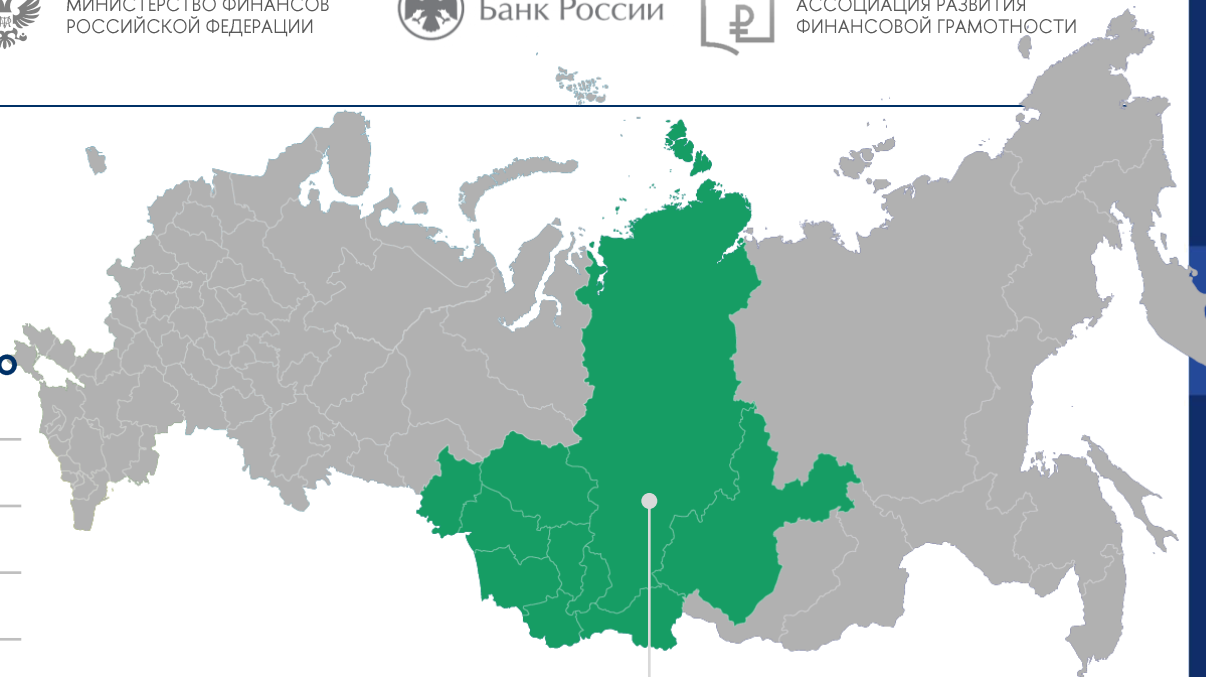 МИНИСТЕРСТВО ФИНАНСОВ
РОССИЙСКОЙ ФЕДЕРАЦИИ
Банк России
АССОЦИАЦИЯ РАЗВИТИЯ
ФИНАНСОВОЙ ГРАМОТНОСТИ